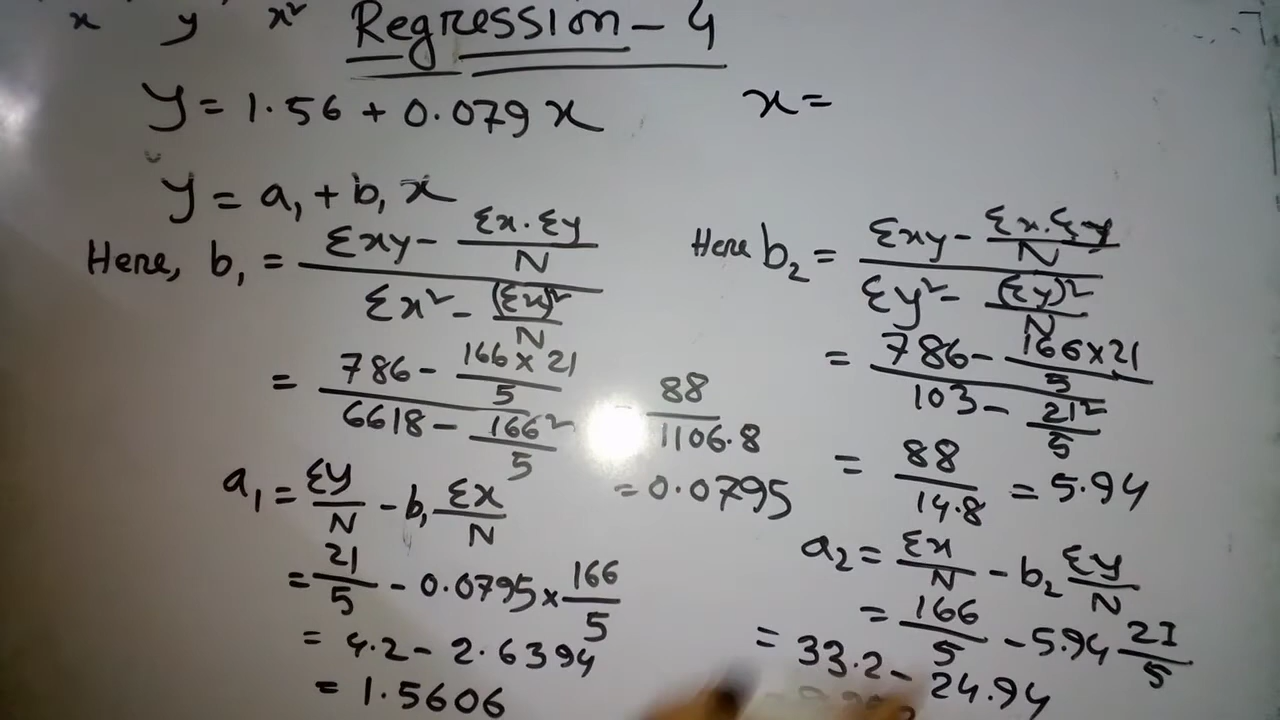 x y x² Regression - 4
y = 1.56 + 0.079x
x =
y = a₁ + b₁ x
Here, b₁ = (Σxy - (Σx.Σy)/N) / (Σx² - (Σx)²/N)
= (786 - (166 × 21)/5) / (6618 - 166²/5)
88/1106.8
= 0.0795
a₁ = Σy/N - b₁ Σx/N
= 21/5 - 0.0795 × 166/5
= 4.2 - 2.6394
= 1.5606
Here b₂ = (Σxy - (Σx.Σy)/N) / (Σy² - (Σy)²/N)
= (786 - (166×21)/5) / (103 - 21²/5)
= 88/14.8 = 5.94
a₂ = Σx/N - b₂ Σy/N
= 166/5 - 5.94 21/5
= 33.2 - 24.94